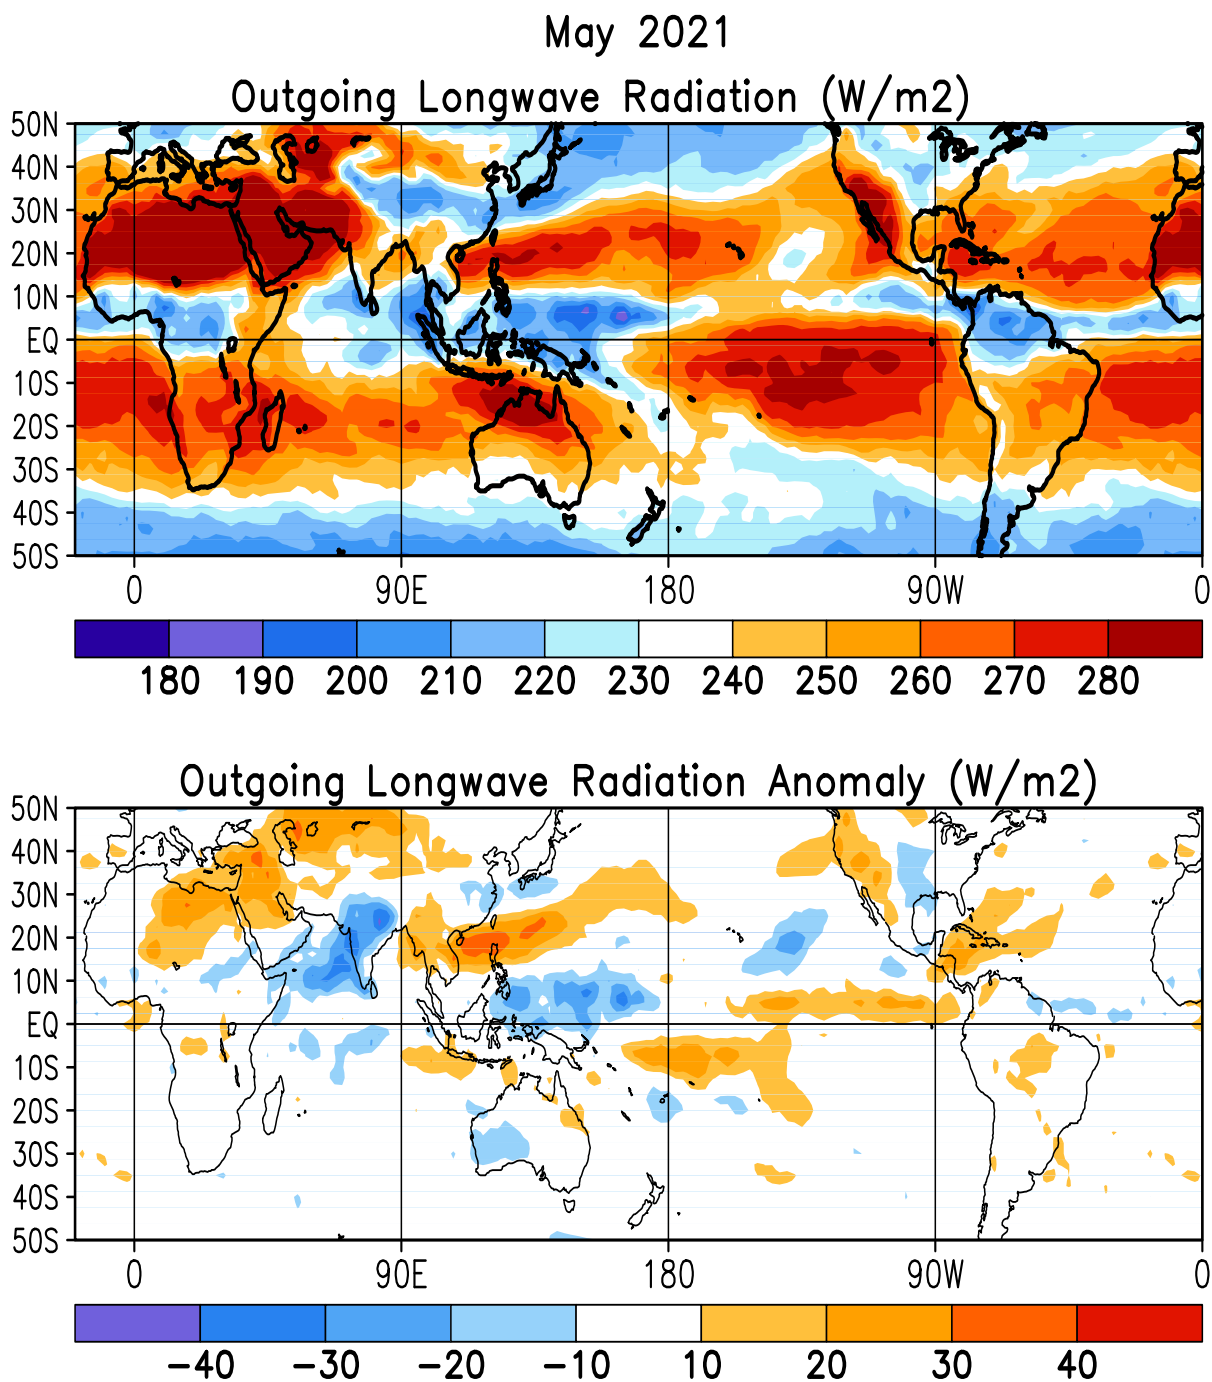 May 2021
Outgoing Longwave Radiation (W/m2)
50N
40N
30N
20N
10N
EQ
10S
20S
30S
40S
50S
0 90E 180 90W 0
180 190 200 210 220 230 240 250 260 270 280
Outgoing Longwave Radiation Anomaly (W/m2)
50N
40N
30N
20N
10N
EQ
10S
20S
30S
40S
50S
0 90E 180 90W 0
−40 −30 −20 −10 10 20 30 40